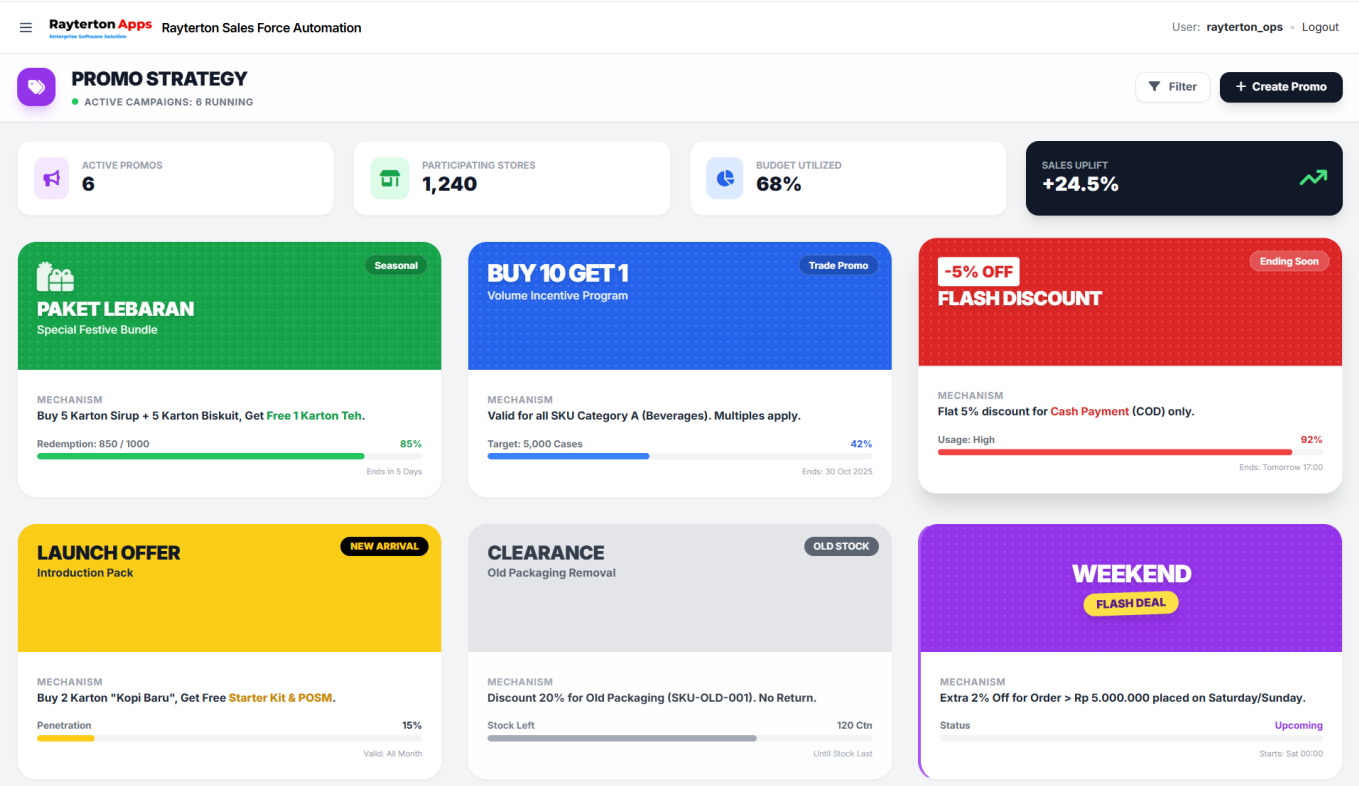 Rayterton Apps
Enterprise Software Solution
Rayterton Sales Force Automation
User: rayterton_ops • Logout
PROMO STRATEGY
ACTIVE CAMPAIGNS: 6 RUNNING
Filter
+ Create Promo
ACTIVE PROMOS
6
PARTICIPATING STORES
1,240
BUDGET UTILIZED
68%
SALES UPLIFT
+24.5%
Seasonal
PAKET LEBARAN
Special Festive Bundle
MECHANISM
Buy 5 Karton Sirup + 5 Karton Biskuit, Get Free 1 Karton Teh.
Redemption: 850 / 1000 85%
Ends in 5 Days
Trade Promo
BUY 10 GET 1
Volume Incentive Program
MECHANISM
Valid for all SKU Category A (Beverages). Multiples apply.
Target: 5,000 Cases 42%
Ends: 30 Oct 2025
Ending Soon
-5% OFF
FLASH DISCOUNT
MECHANISM
Flat 5% discount for Cash Payment (COD) only.
Usage: High 92%
Ends: Tomorrow 17:00
NEW ARRIVAL
LAUNCH OFFER
Introduction Pack
MECHANISM
Buy 2 Karton "Kopi Baru", Get Free Starter Kit & POSM.
Penetration 15%
Valid: All Month
OLD STOCK
CLEARANCE
Old Packaging Removal
MECHANISM
Discount 20% for Old Packaging (SKU-OLD-001). No Return.
Stock Left 120 Ctn
Until Stock Last
WEEKEND
FLASH DEAL
MECHANISM
Extra 2% Off for Order > Rp 5.000.000 placed on Saturday/Sunday.
Status Upcoming
Starts: Sat 00:00